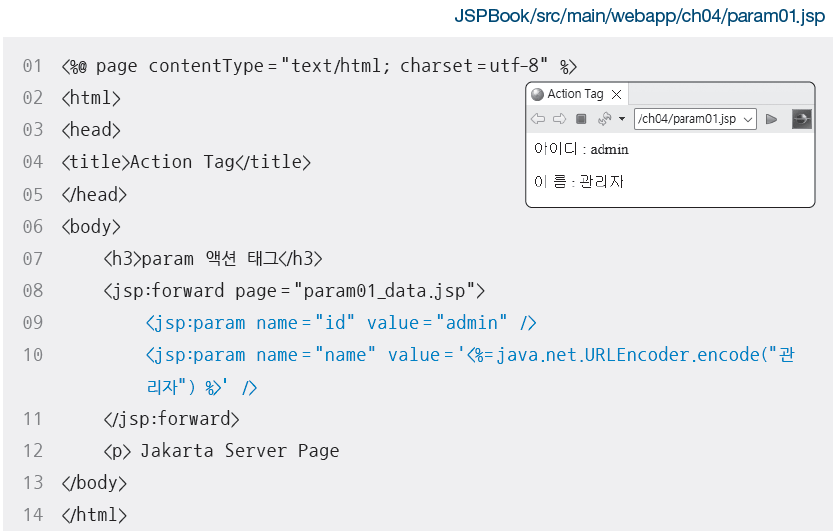 JSPBook/src/main/webapp/ch04/param01.jsp
01 <%@ page contentType="text/html; charset=utf-8" %>
02 <html>
03 <head>
04 <title>Action Tag</title>
05 </head>
06 <body>
07 <h3>param 액션 태그</h3>
08 <jsp:forward page="param01_data.jsp">
09 <jsp:param name="id" value="admin" />
10 <jsp:param name="name" value='<%=java.net.URLEncoder.encode("관
리자") %>' />
11 </jsp:forward>
12 <p> Jakarta Server Page
13 </body>
14 </html>
Action Tag
/ch04/param01.jsp
아이디 : admin
이 름 : 관리자